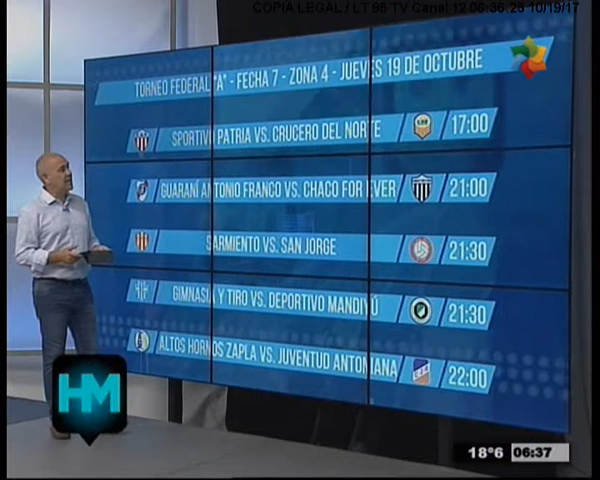 COPIA LEGAL / LT 85 TV Canal 12 06:36:25 10/19/17
TORNEO FEDERAL "A" - FECHA 7 - ZONA 4 - JUEVES 19 DE OCTUBRE
SPORTIVO PATRIA VS. CRUCERO DEL NORTE 17:00
GUARANÍ ANTONIO FRANCO VS. CHACO FOR EVER 21:00
SARMIENTO VS. SAN JORGE 21:30
GIMNASIA Y TIRO VS. DEPORTIVO MANDIYÚ 21:30
ALTOS HORNOS ZAPLA VS. JUVENTUD ANTONIANA 22:00
HM
18°6 06:37